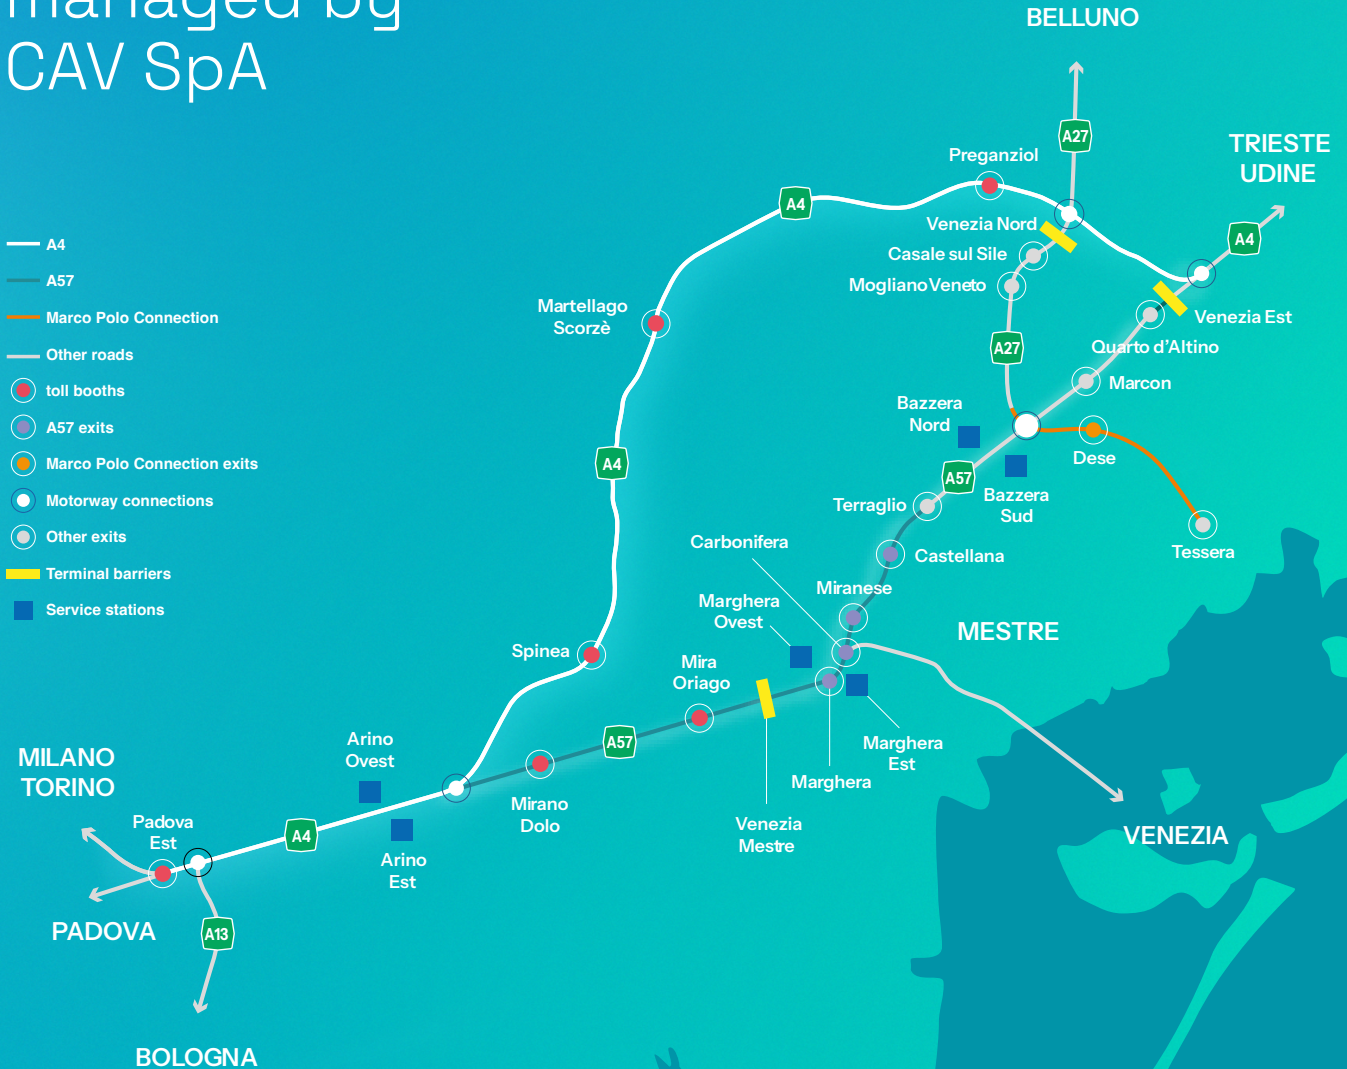 managed by
CAV SpA
A4
A57
Marco Polo Connection
Other roads
toll booths
A57 exits
Marco Polo Connection exits
Motorway connections
Other exits
Terminal barriers
Service stations
BELLUNO
A27
TRIESTE
UDINE
Preganziol
A4
A4
Venezia Nord
Casale sul Sile
Mogliano Veneto
Venezia Est
Martellago
Scorzè
A27
Quarto d'Altino
Marcon
Bazzera
Nord
Dese
A4
A57
Bazzera
Sud
Terraglio
Tessera
Carbonifera
Castellana
Miranese
Marghera
Ovest
MESTRE
Spinea
Mira
Oriago
A57
Marghera
Est
Marghera
MILANO
TORINO
Arino
Ovest
Mirano
Dolo
Venezia
Mestre
VENEZIA
Padova
Est
A4
Arino
Est
PADOVA
A13
BOLOGNA